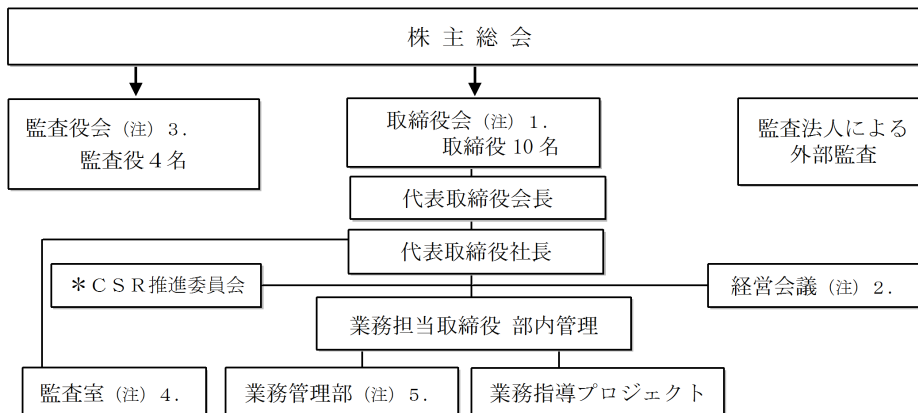 株主総会
監査役会（注）3.
監査役4名
取締役会（注）1.
取締役10名
監査法人による
外部監査
代表取締役会長
代表取締役社長
＊ＣＳＲ推進委員会
経営会議（注）2.
業務担当取締役 部内管理
監査室（注）4.
業務管理部（注）5.
業務指導プロジェクト